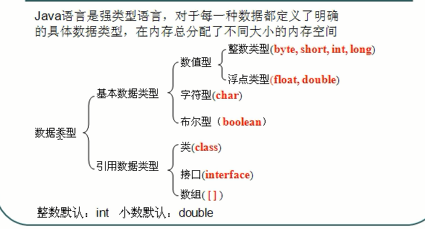 Java语言是强类型语言，对于每一种数据都定义了明确
的具体数据类型，在内存总分配了不同大小的内存空间
整数类型(byte, short, int, long)
数值型
浮点类型(float, double)
基本数据类型
字符型(char)
布尔型（boolean）
数据类型
类(class)
引用数据类型
接口(interface)
数组([ ])
整数默认：int 小数默认：double